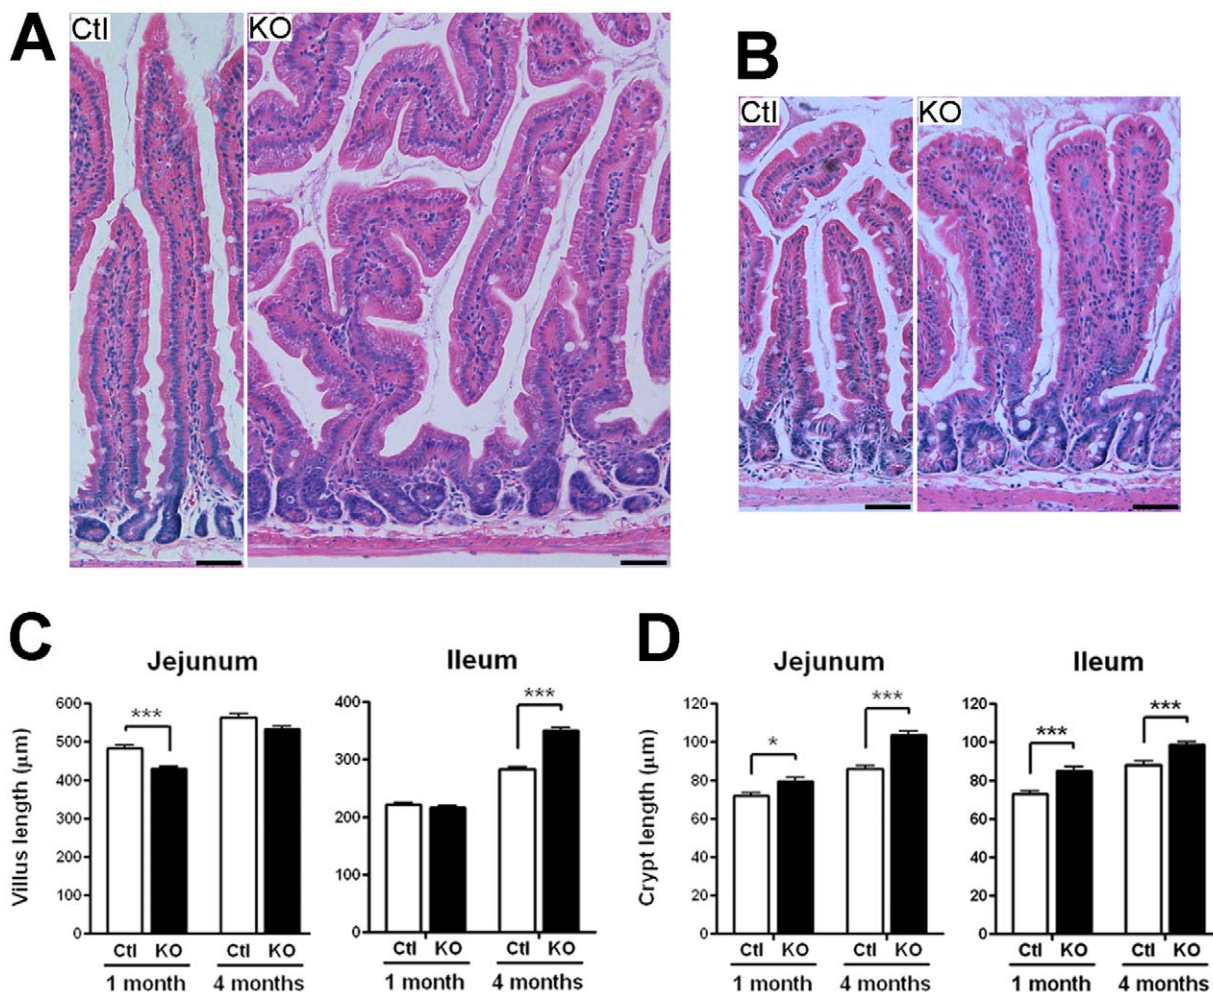 A
Ctl
KO
B
Ctl
KO
C
Jejunum
Villus length (μm)
600
500
400
300
200
100
0
***
Ctl KO Ctl KO
1 month 4 months
Ileum
400
300
200
100
0
***
Ctl KO Ctl KO
1 month 4 months
D
Jejunum
Crypt length (μm)
120
100
80
60
40
20
0
*
***
Ctl KO Ctl KO
1 month 4 months
Ileum
120
100
80
60
40
20
0
***
***
Ctl KO Ctl KO
1 month 4 months